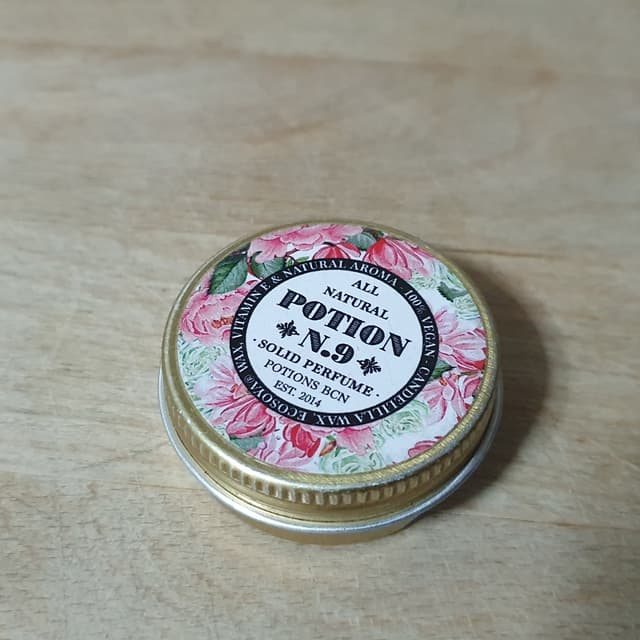 ALL
NATURAL
POTION
N.9
· SOLID PERFUME ·
POTIONS BCN
EST. 2014
100% VEGAN · CANDELILLA WAX, ECOSOYA® WAX, VITAMIN E & NATURAL AROMA ·